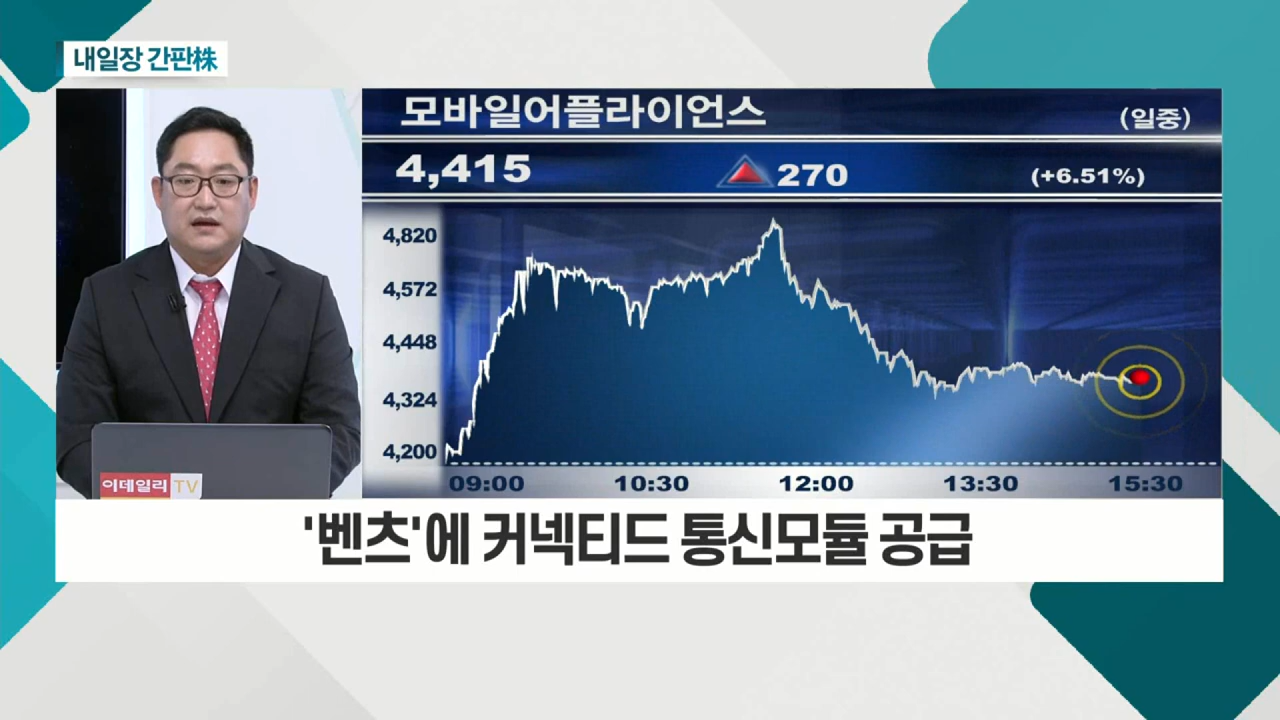 내일장 간판株
모바일어플라이언스
(일중)
4,415
270
(+6.51%)
4,820
4,572
4,448
4,324
4,200
09:00
10:30
12:00
13:30
15:30
이데일리TV
'벤츠'에 커넥티드 통신모듈 공급